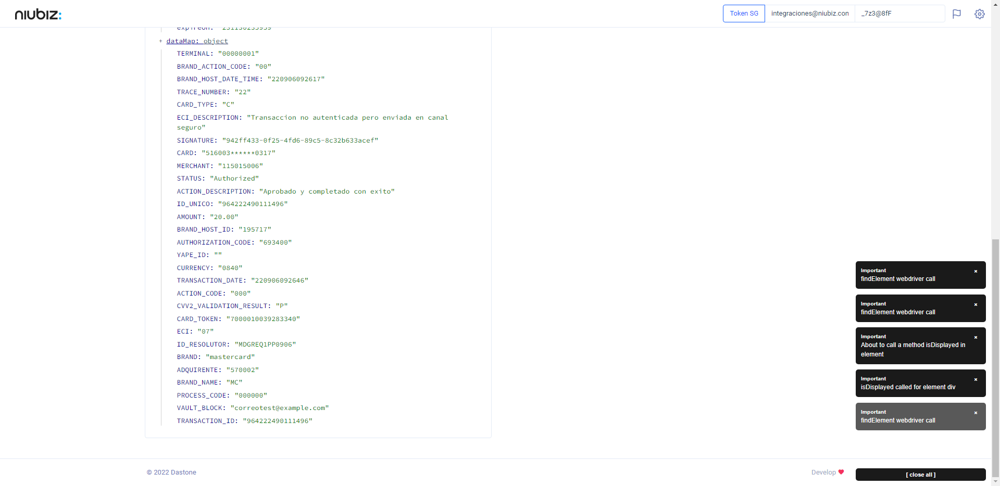 niubiz:
Token SG
integraciones@niubiz.con
_7z3@8fF
expireOn: "231130235959"
+ dataMap: object
TERMINAL: "00000001"
BRAND_ACTION_CODE: "00"
BRAND_HOST_DATE_TIME: "220906092617"
TRACE_NUMBER: "22"
CARD_TYPE: "C"
ECI_DESCRIPTION: "Transaccion no autenticada pero enviada en canal
seguro"
SIGNATURE: "942ff433-0f25-4fd6-89c5-8c32b633acef"
CARD: "516003******0317"
MERCHANT: "115015006"
STATUS: "Authorized"
ACTION_DESCRIPTION: "Aprobado y completado con exito"
ID_UNICO: "964222490111496"
AMOUNT: "20.00"
BRAND_HOST_ID: "195717"
AUTHORIZATION_CODE: "693400"
YAPE_ID: ""
CURRENCY: "0840"
TRANSACTION_DATE: "220906092646"
ACTION_CODE: "000"
CVV2_VALIDATION_RESULT: "P"
CARD_TOKEN: "7000010039283340"
ECI: "07"
ID_RESOLUTOR: "MDGREQ1PP0906"
BRAND: "mastercard"
ADQUIRENTE: "570002"
BRAND_NAME: "MC"
PROCESS_CODE: "000000"
VAULT_BLOCK: "correotest@example.com"
TRANSACTION_ID: "964222490111496"
Important
findElement webdriver call
Important
findElement webdriver call
Important
About to call a method isDisplayed in
element
Important
isDisplayed called for element div
Important
findElement webdriver call
© 2022 Dastone
Develop
[ close all ]